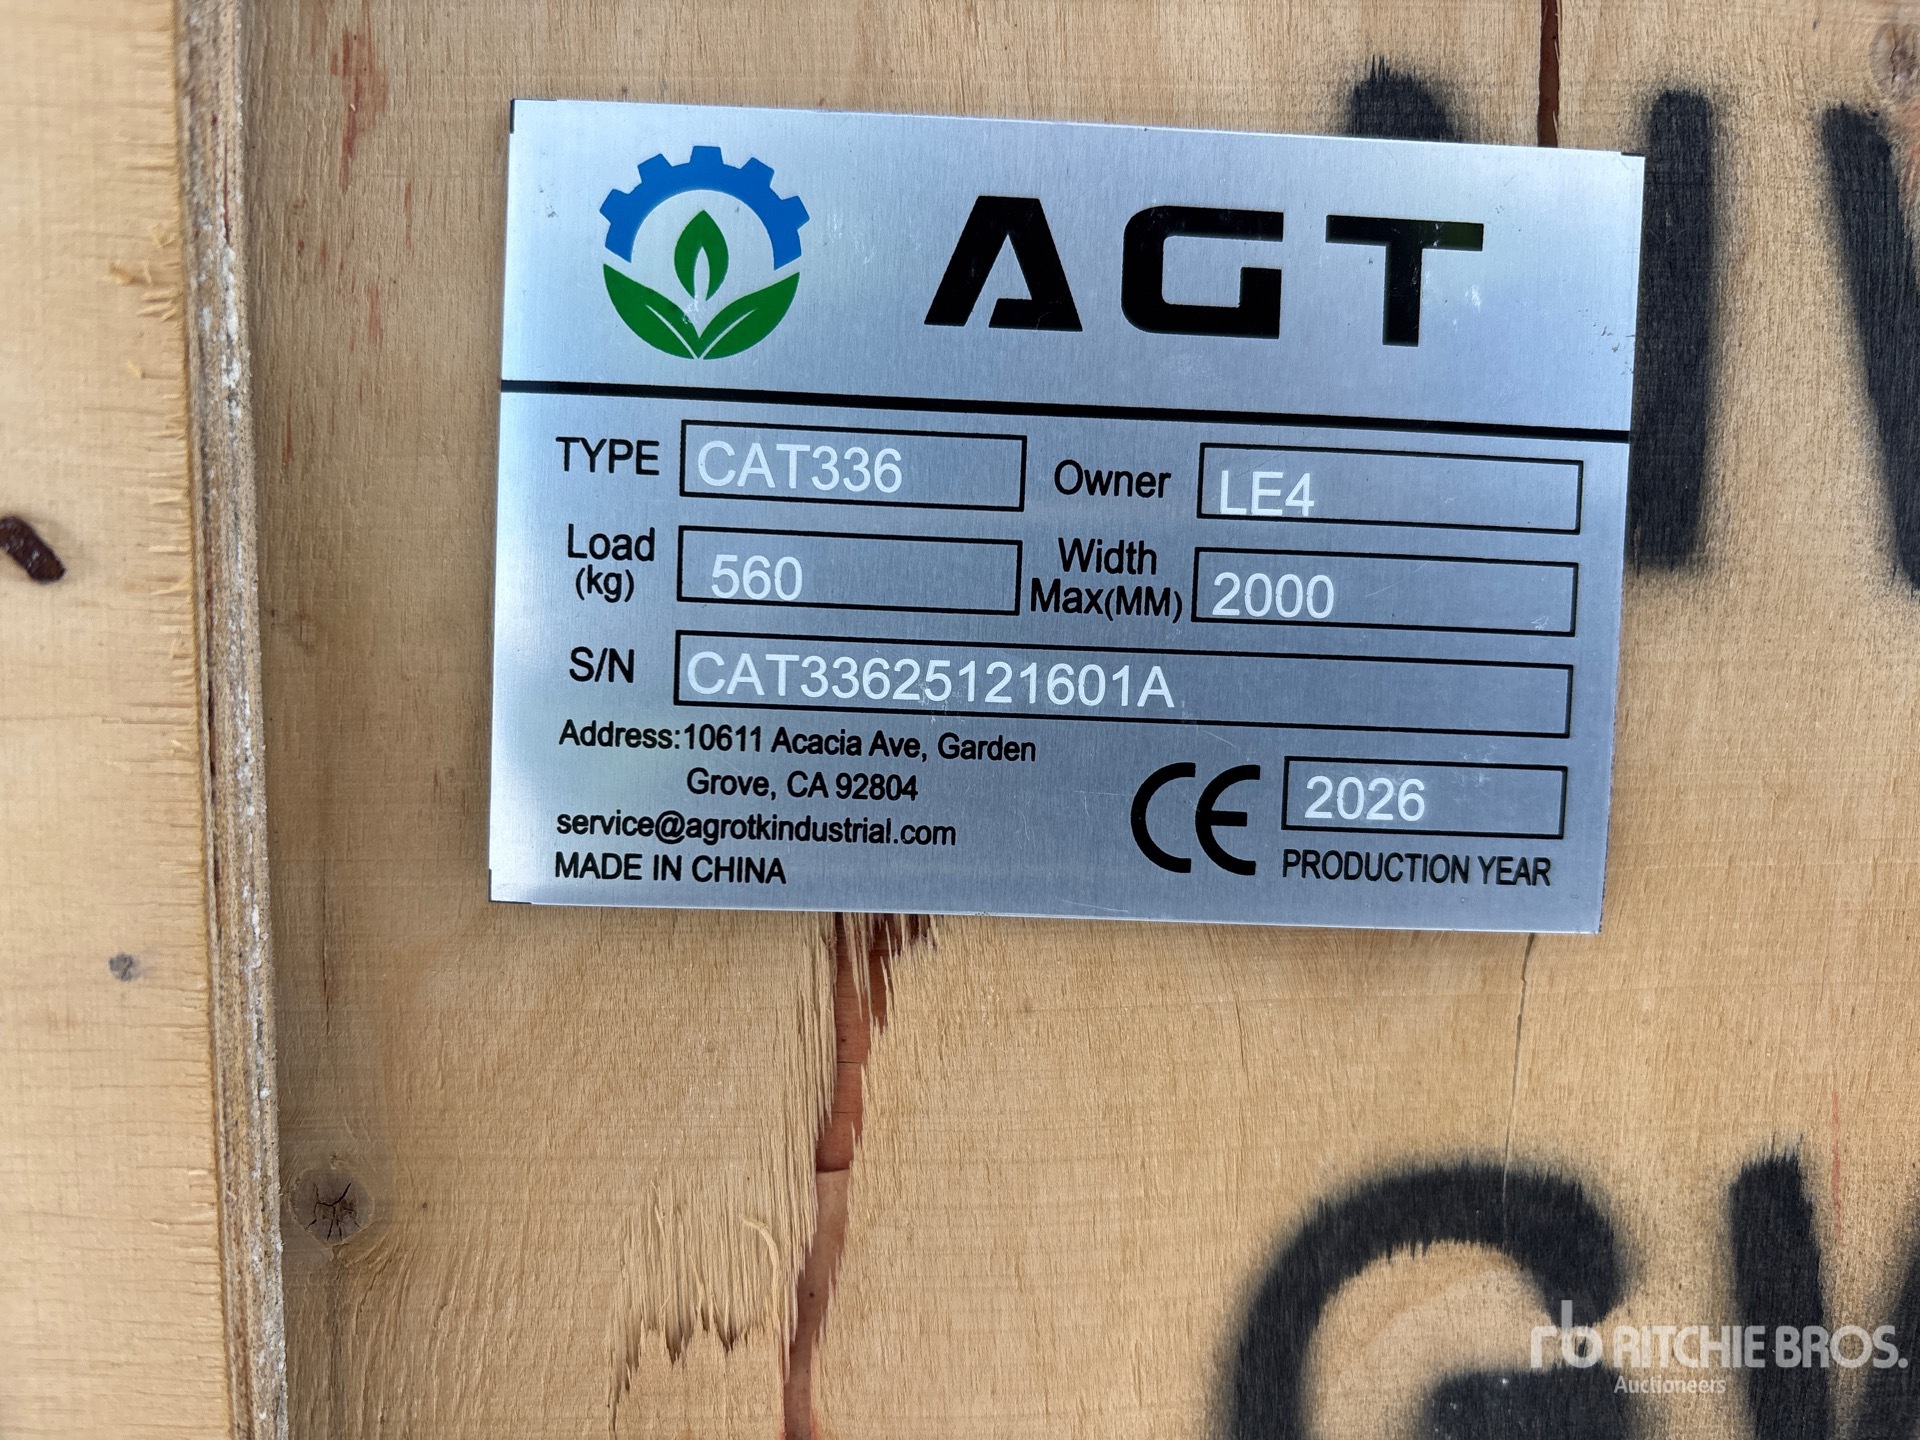 AGT
TYPE CAT336 Owner LE4
Load (kg) 560 Width Max(MM) 2000
S/N CAT33625121601A
Address:10611 Acacia Ave, Garden
Grove, CA 92804
service@agrotkindustrial.com
MADE IN CHINA
CE 2026
PRODUCTION YEAR
rb RITCHIE BROS.
Auctioneers